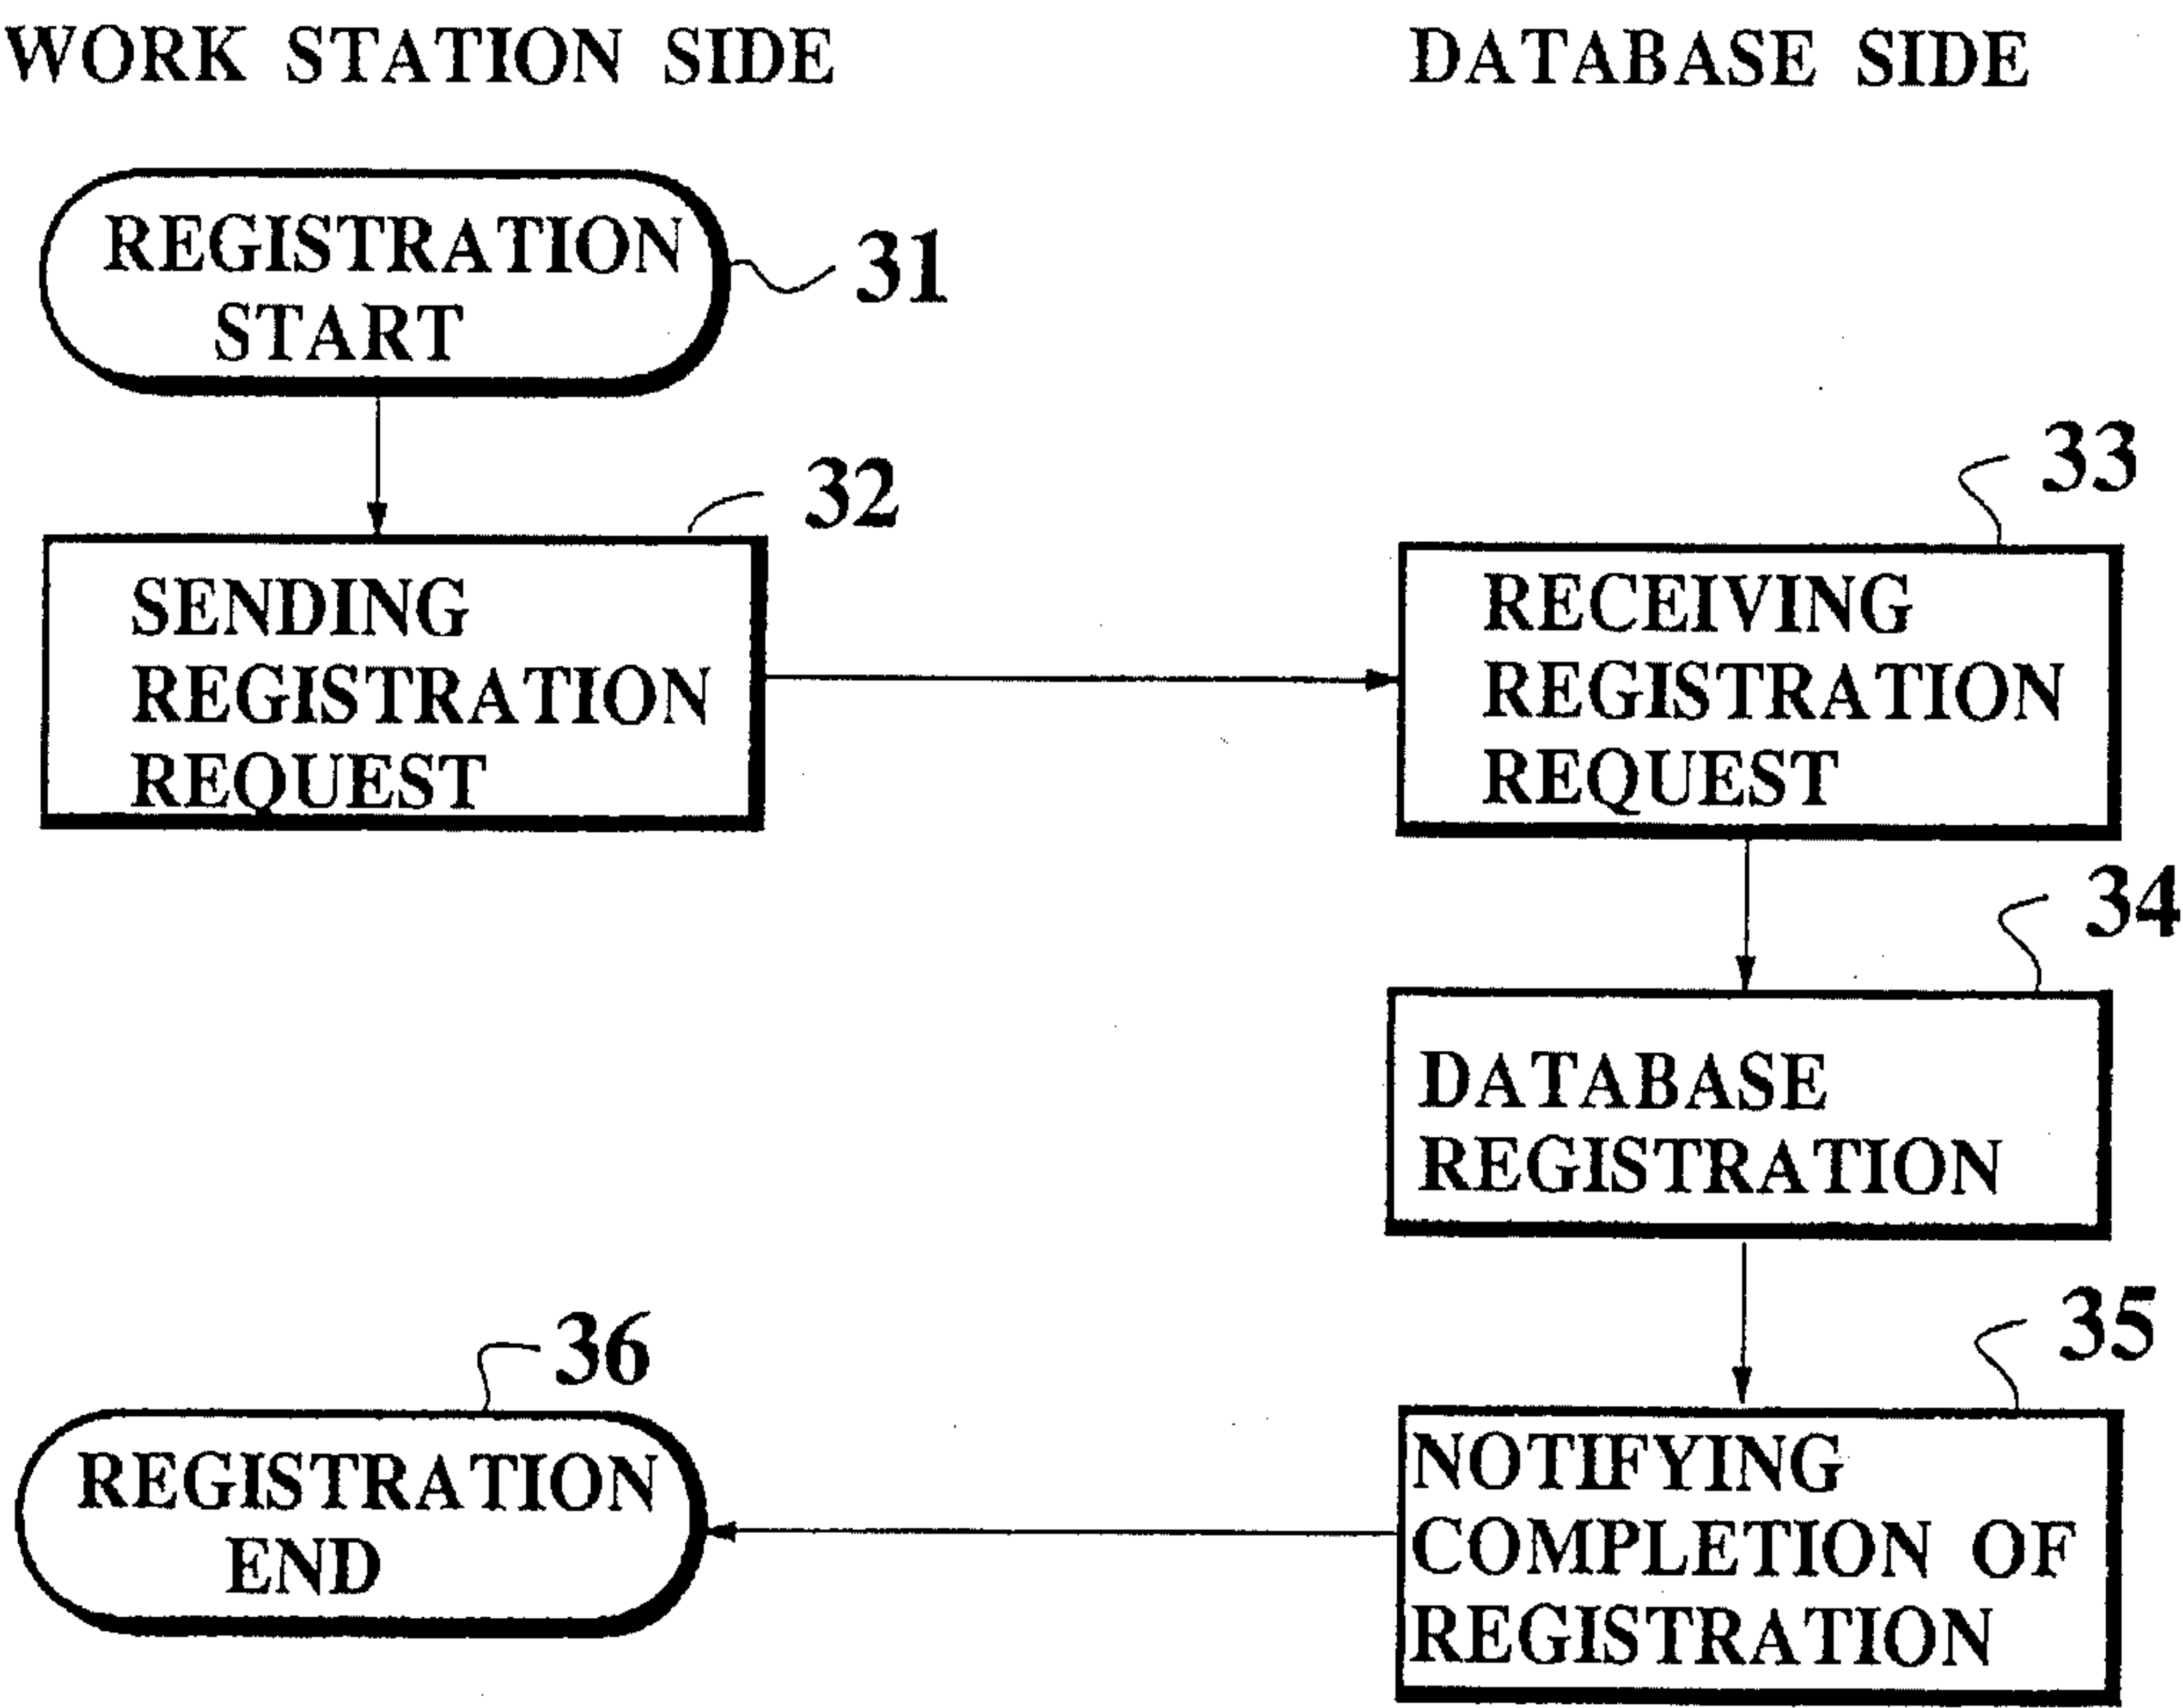 WORK STATION SIDE
DATABASE SIDE
REGISTRATION
START
31
32
SENDING
REGISTRATION
REQUEST
33
RECEIVING
REGISTRATION
REQUEST
34
DATABASE
REGISTRATION
35
NOTIFYING
COMPLETION OF
REGISTRATION
36
REGISTRATION
END